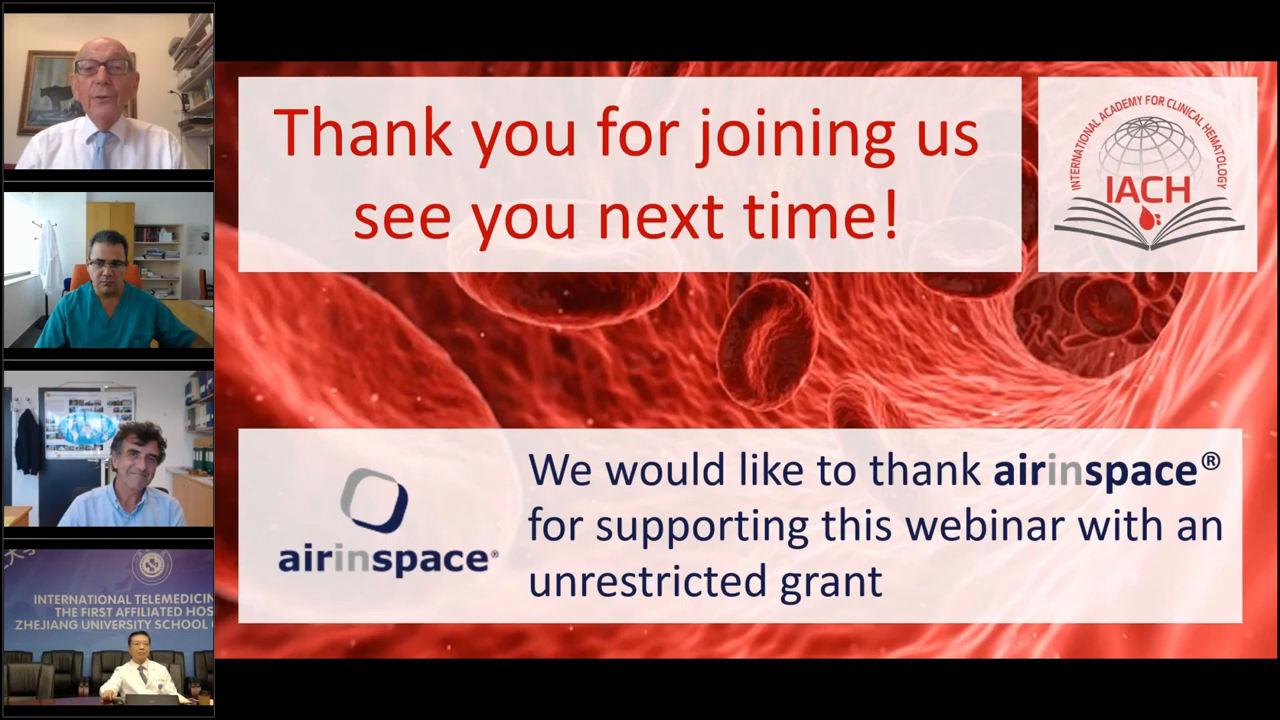 Thank you for joining us
see you next time!
INTERNATIONAL ACADEMY FOR CLINICAL HEMATOLOGY
IACH
airinspace®
We would like to thank airinspace®
for supporting this webinar with an
unrestricted grant
INTERNATIONAL TELEMEDICIN
THE FIRST AFFILIATED HOS
ZHEJIANG UNIVERSITY SCHOOL